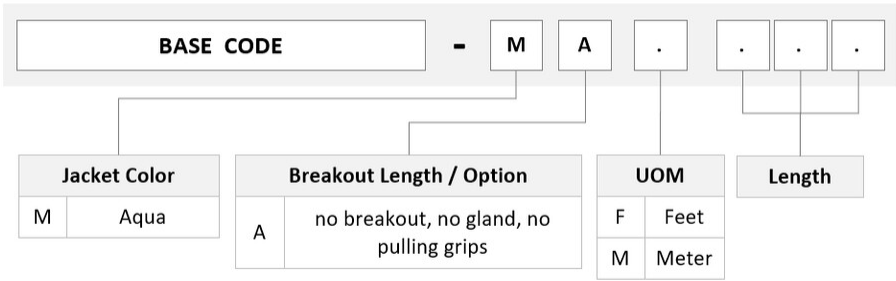 BASE CODE - M A . . . .
Jacket Color
M Aqua
Breakout Length / Option
A no breakout, no gland, no
pulling grips
UOM
F Feet
M Meter
Length